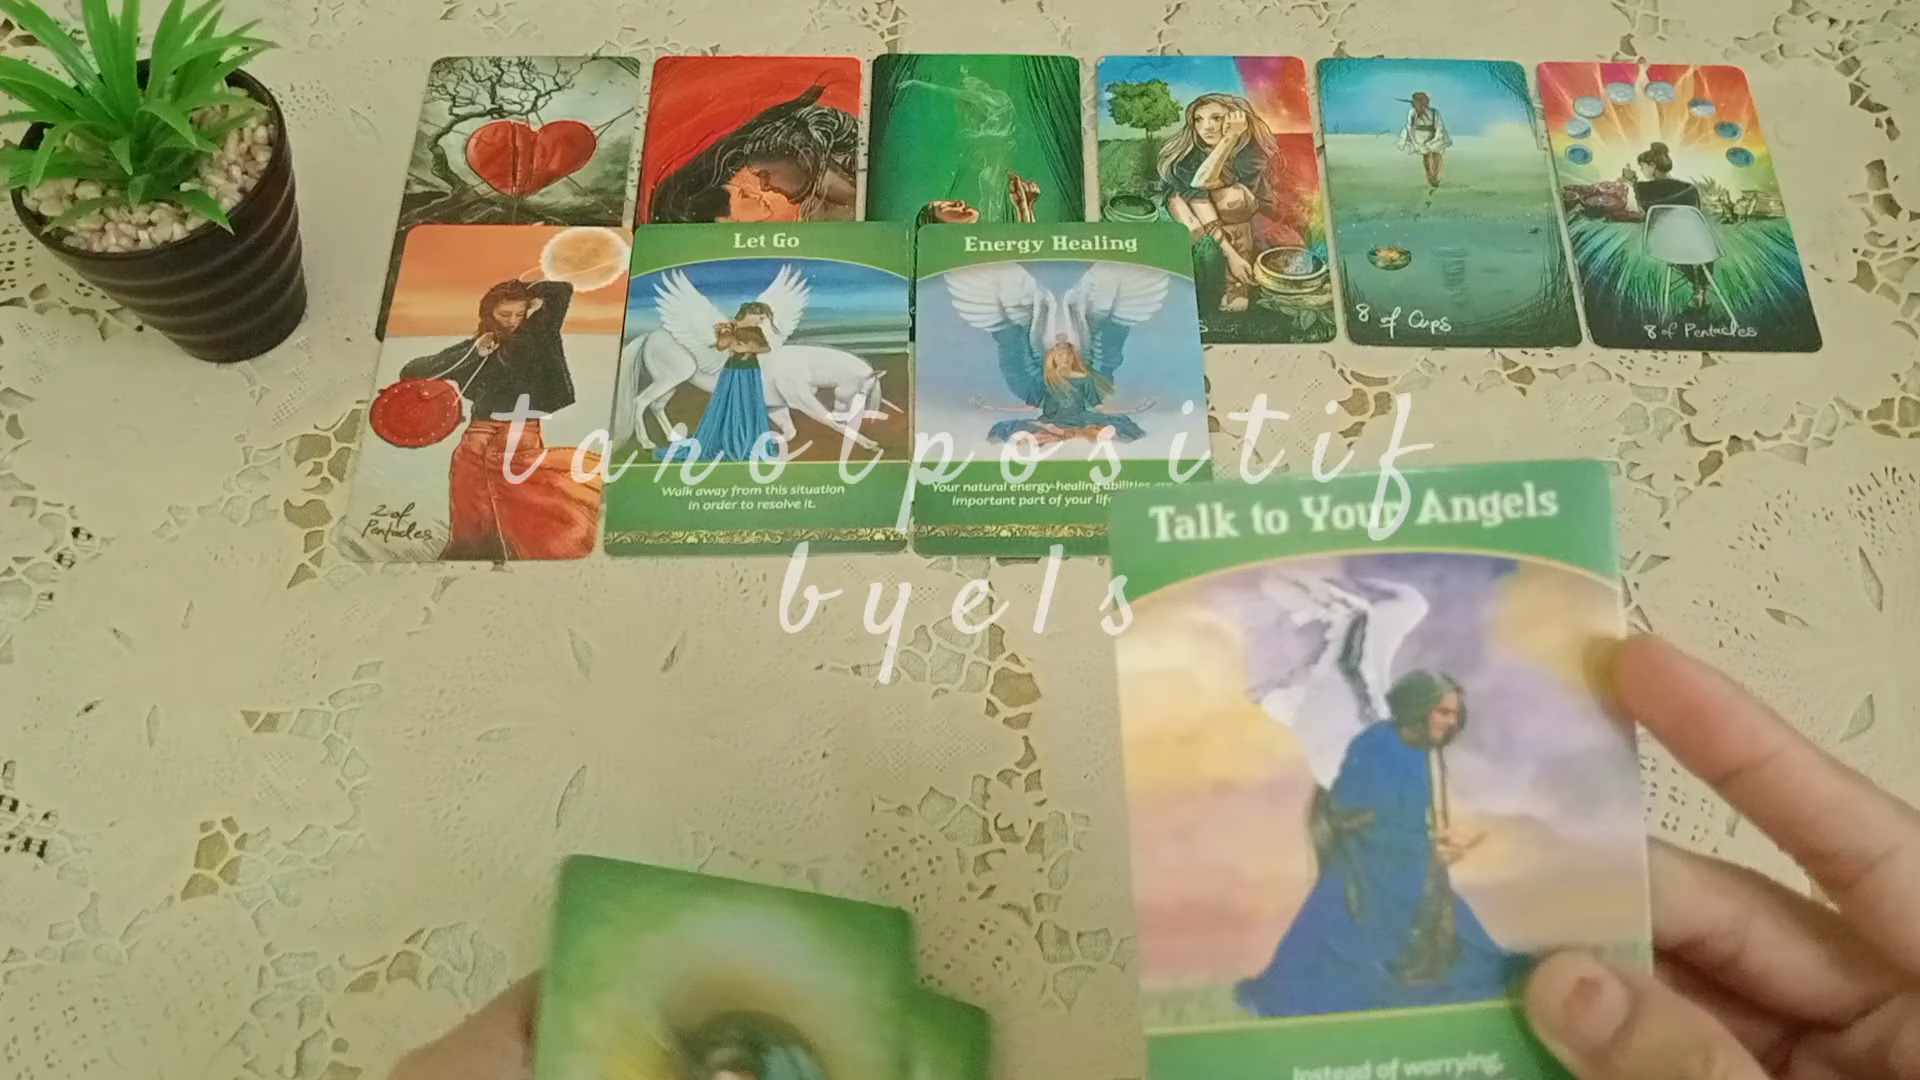 8 of Cups
8 of Pentacles
2 of
Pentacles
Let Go
Walk away from this situation
in order to resolve it.
Energy Healing
Your natural energy-healing abilities are
important part of your life
Talk to Your Angels
Instead of worrying,
tarotpositif
byels